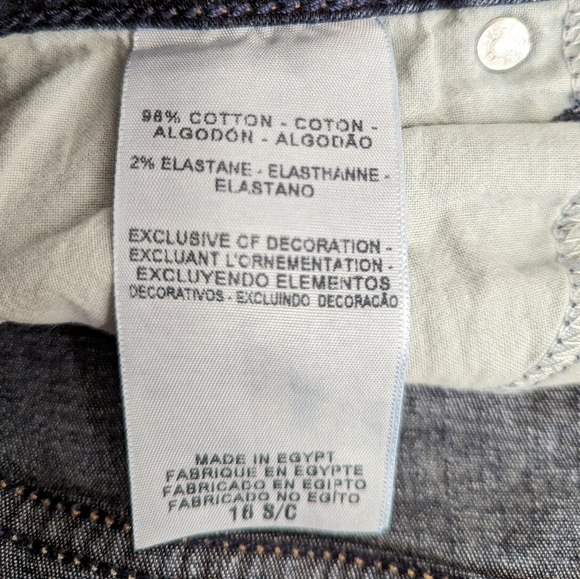 98% COTTON - COTON -
ALGODÓN - ALGODÃO
2% ELASTANE - ELASTHANNE -
ELASTANO
EXCLUSIVE OF DECORATION -
EXCLUANT L'ORNEMENTATION -
EXCLUYENDO ELEMENTOS
DECORATIVOS - EXCLUINDO DECORACÃO
MADE IN EGYPT
FABRIQUE EN EGYPTE
FABRICADO EN EGIPTO
FABRICADO NO EGITO
16 S/C